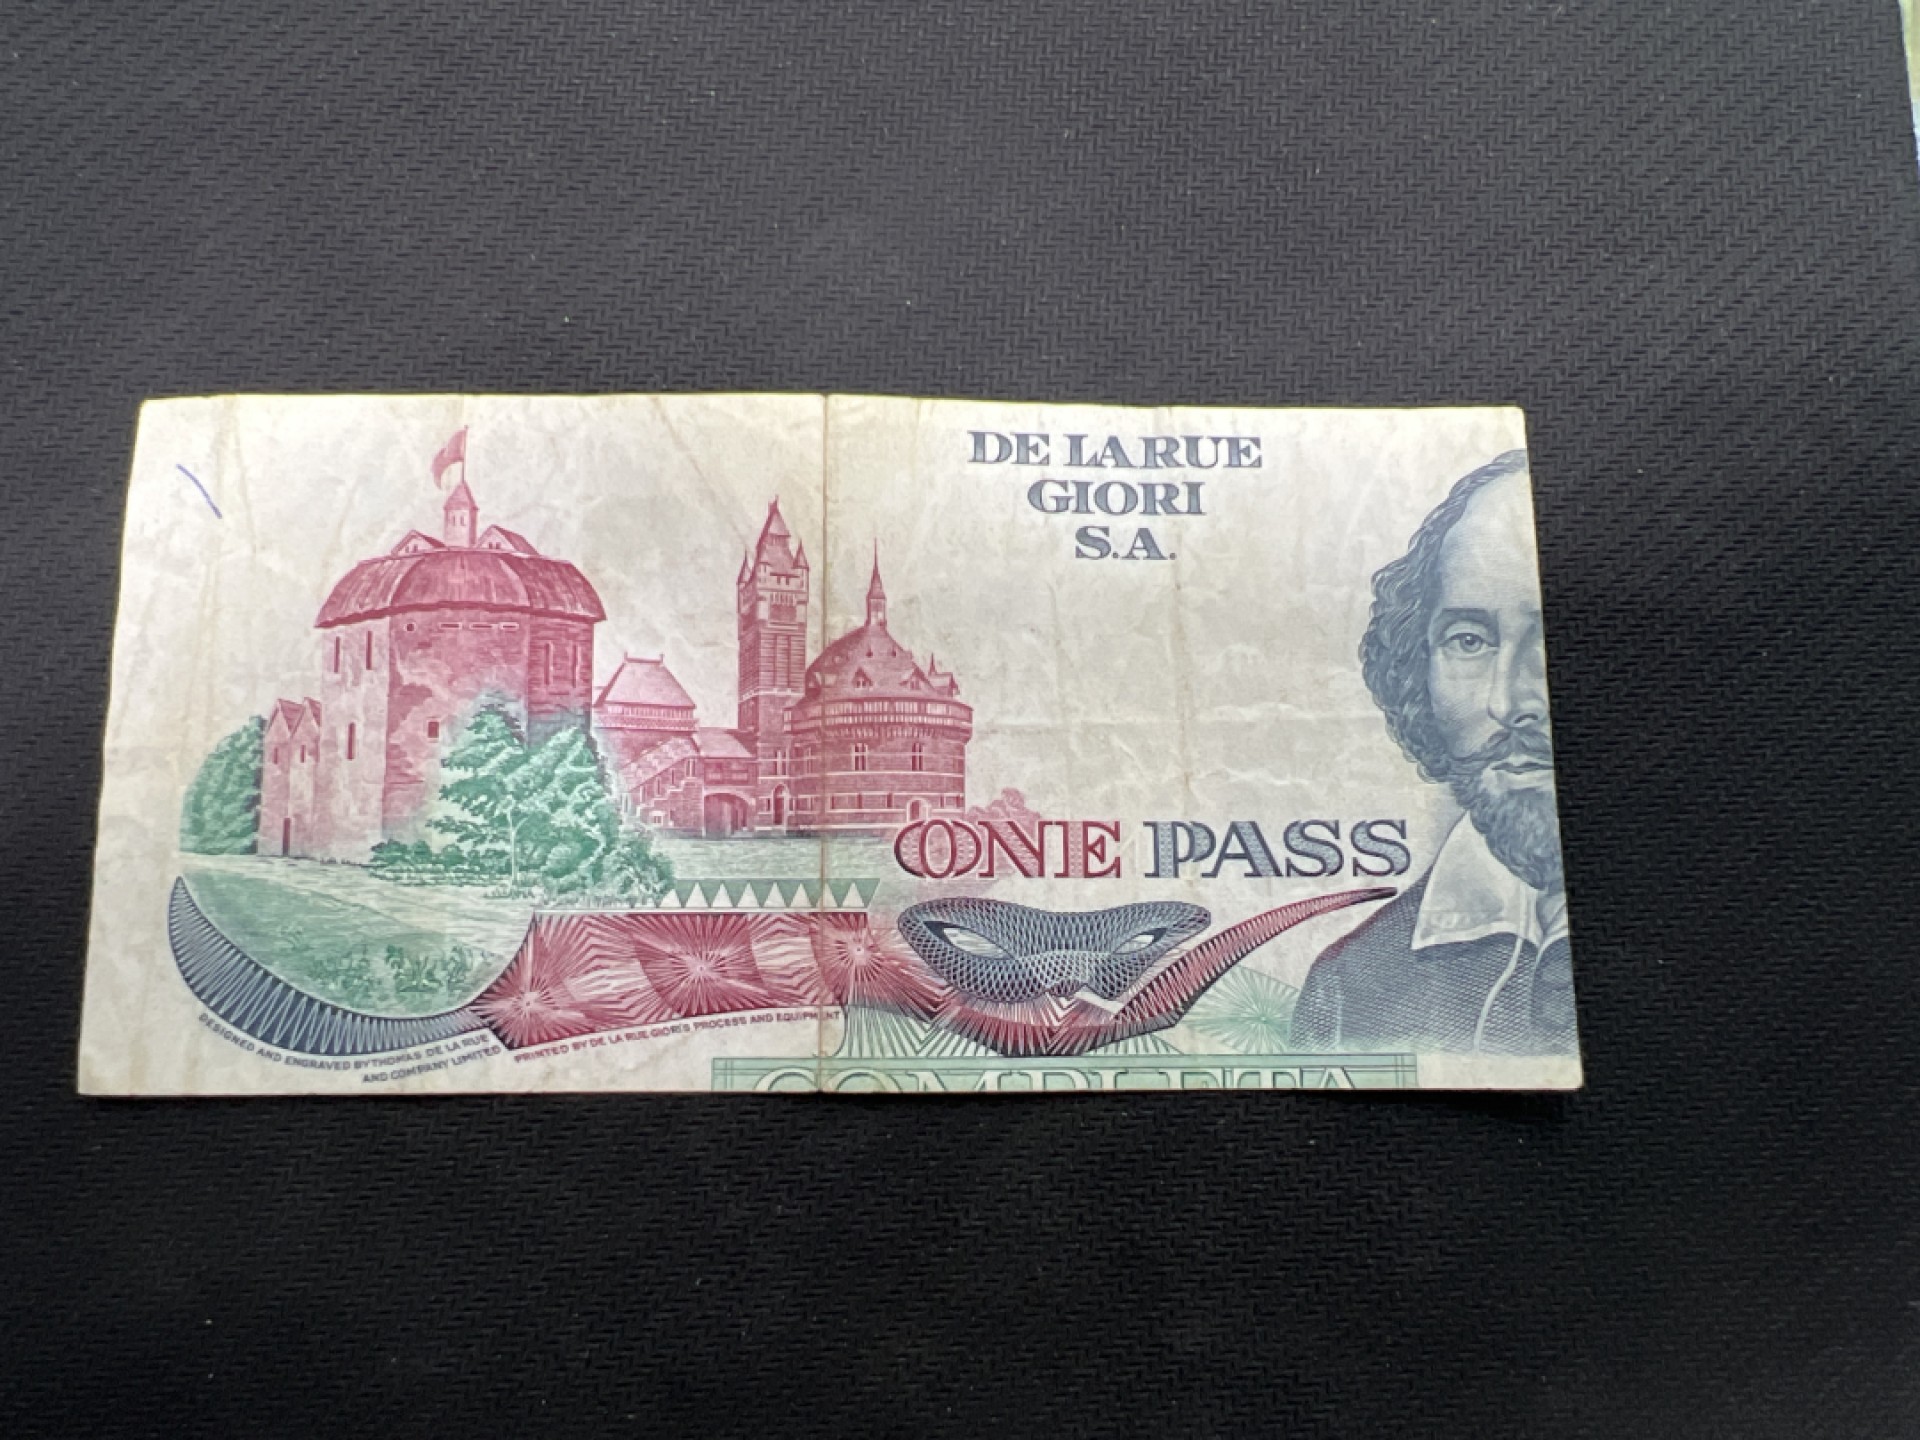 DE LA RUE
GIORI
S.A.
ONE PASS
DESIGNED AND ENGRAVED BY THOMAS DE LA RUE
AND COMPANY LIMITED
PRINTED BY DE LA RUE GIORI'S PROCESS AND EQUIPMENT
COMPLETA